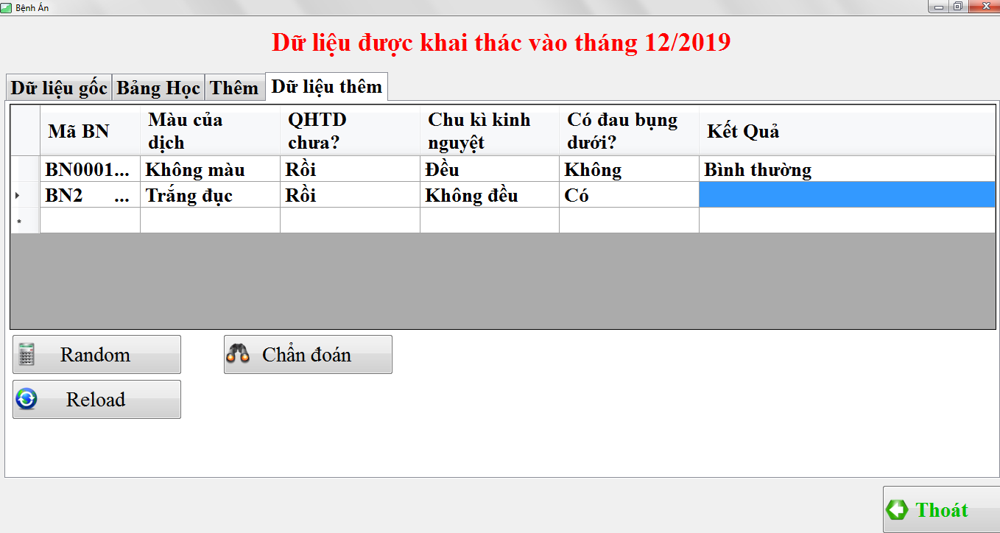 Bệnh Án
Dữ liệu được khai thác vào tháng 12/2019
Dữ liệu gốc Bảng Học Thêm Dữ liệu thêm
Mã BN Màu của dịch QHTD chưa? Chu kì kinh nguyệt Có đau bụng dưới? Kết Quả
BN0001... Không màu Rồi Đều Không Bình thường
BN2 ... Trắng đục Rồi Không đều Có
Random Chẩn đoán
Reload
Thoát